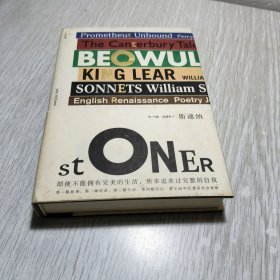 Prometheus Unbound Percy
The Canterbury Tale
BEOWUL
KING LEAR WILLIA
SONNETS William S
English Renaissance Poetry J
斯通纳
stONER
即使不能拥有完美的生活，所幸追求过完整的自我